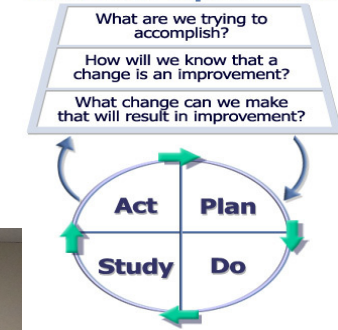 What are we trying to
accomplish?
How will we know that a
change is an improvement?
What change can we make
that will result in improvement?
Act Plan
Study Do